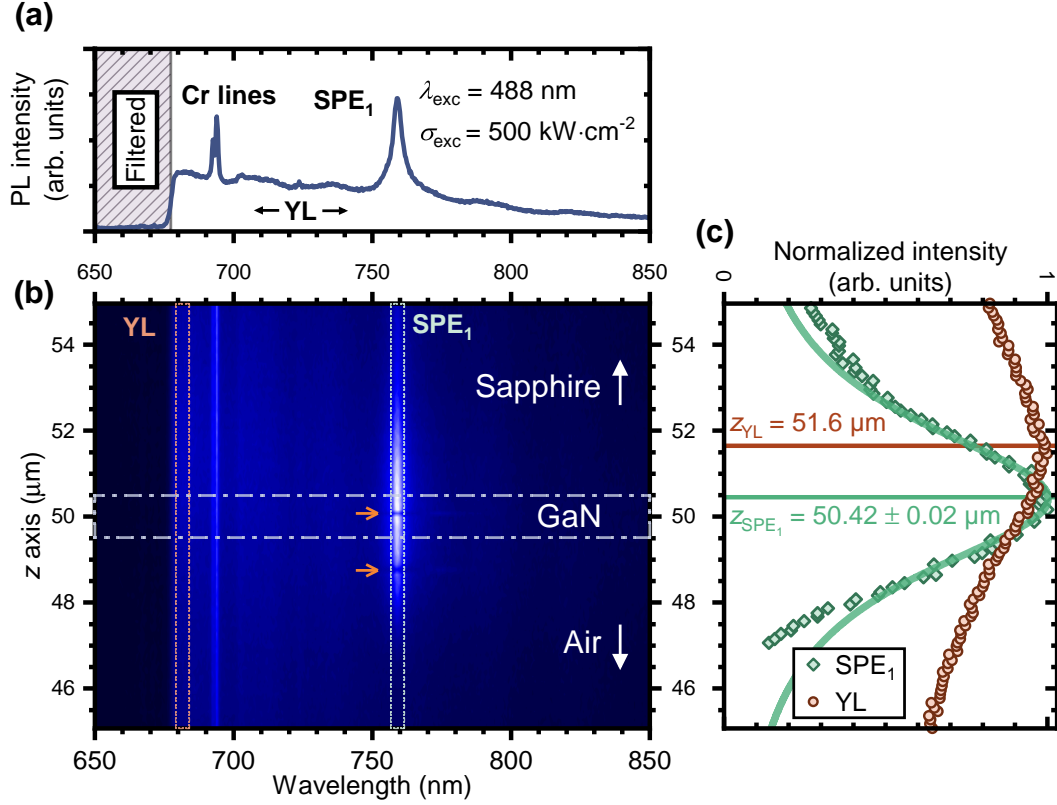 (a)
PL intensity
(arb. units)
Filtered
Cr lines
SPE₁
λexc = 488 nm
σexc = 500 kW·cm⁻²
YL
650 700 750 800 850
(b)
YL
SPE₁
Sapphire
GaN
Air
z axis (μm)
54
52
50
48
46
650 700 750 800 850
Wavelength (nm)
(c)
Normalized intensity
(arb. units)
0 1
54
52
50
48
46
zYL = 51.6 μm
zSPE₁ = 50.42 ± 0.02 μm
SPE₁
YL